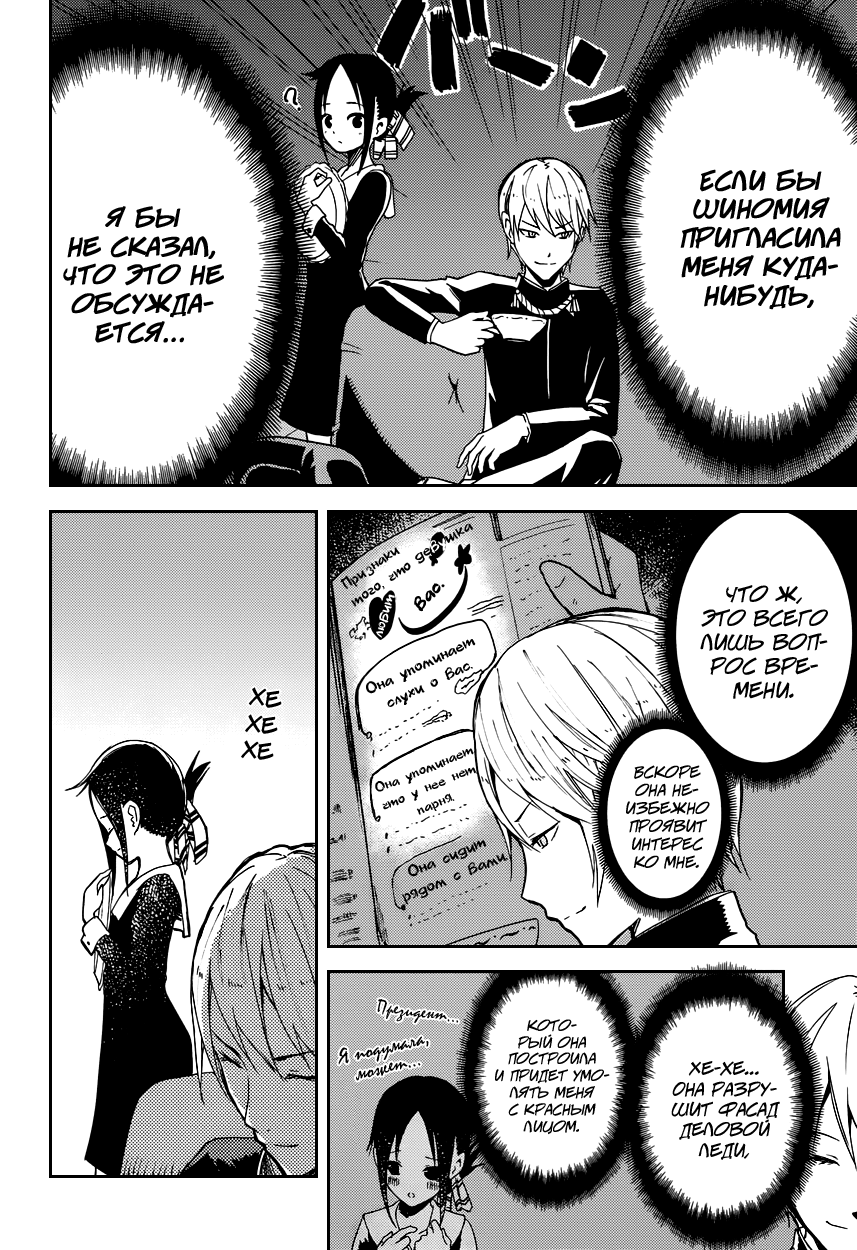 ЕСЛИ БЫ
ШИНОМИЯ
ПРИГЛАСИЛА
МЕНЯ КУДА-
НИБУДЬ,
?
Я БЫ
НЕ СКАЗАЛ,
ЧТО ЭТО НЕ
ОБСУЖДА-
ЕТСЯ...
ЧТО Ж,
ЭТО ВСЕГО
ЛИШЬ ВОП-
РОС ВРЕ-
МЕНИ.
ВСКОРЕ
ОНА НЕ-
ИЗБЕЖНО
ПРОЯВИТ
ИНТЕРЕС
КО МНЕ.
Признаки
того, что девушка
любит
Вас.
Она упоминает
слухи о Вас.
Она упоминает
что у нее нет
парня.
Она сидит
рядом с Вами.
ХЕ
ХЕ
ХЕ
ХЕ-ХЕ...
ОНА РАЗРУ-
ШИТ ФАСАД
ДЕЛОВОЙ
ЛЕДИ,
КОТО-
РЫЙ ОНА
ПОСТРОИЛА
И ПРИДЕТ УМО-
ЛЯТЬ МЕНЯ
С КРАСНЫМ
ЛИЦОМ.
Президент...
Я подумала,
может...